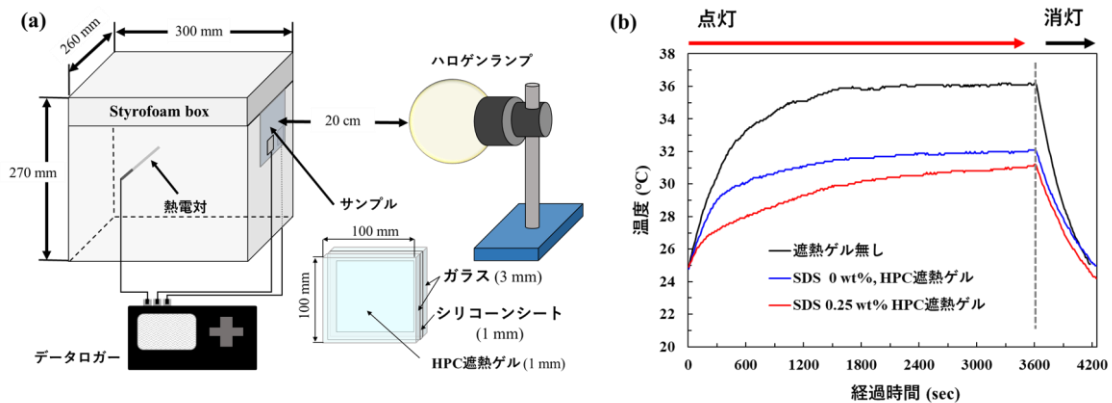 (a)
300 mm
260 mm
Styrofoam box
270 mm
熱電対
データロガー
20 cm
サンプル
ハロゲンランプ
100 mm
100 mm
ガラス (3 mm)
シリコーンシート
(1 mm)
HPC遮熱ゲル (1 mm)
(b)
点灯
消灯
温度 (℃)
40
38
36
34
32
30
28
26
24
22
20
遮熱ゲル無し
SDS 0 wt%, HPC遮熱ゲル
SDS 0.25 wt% HPC遮熱ゲル
0
600
1200
1800
2400
3000
3600
4200
経過時間 (sec)